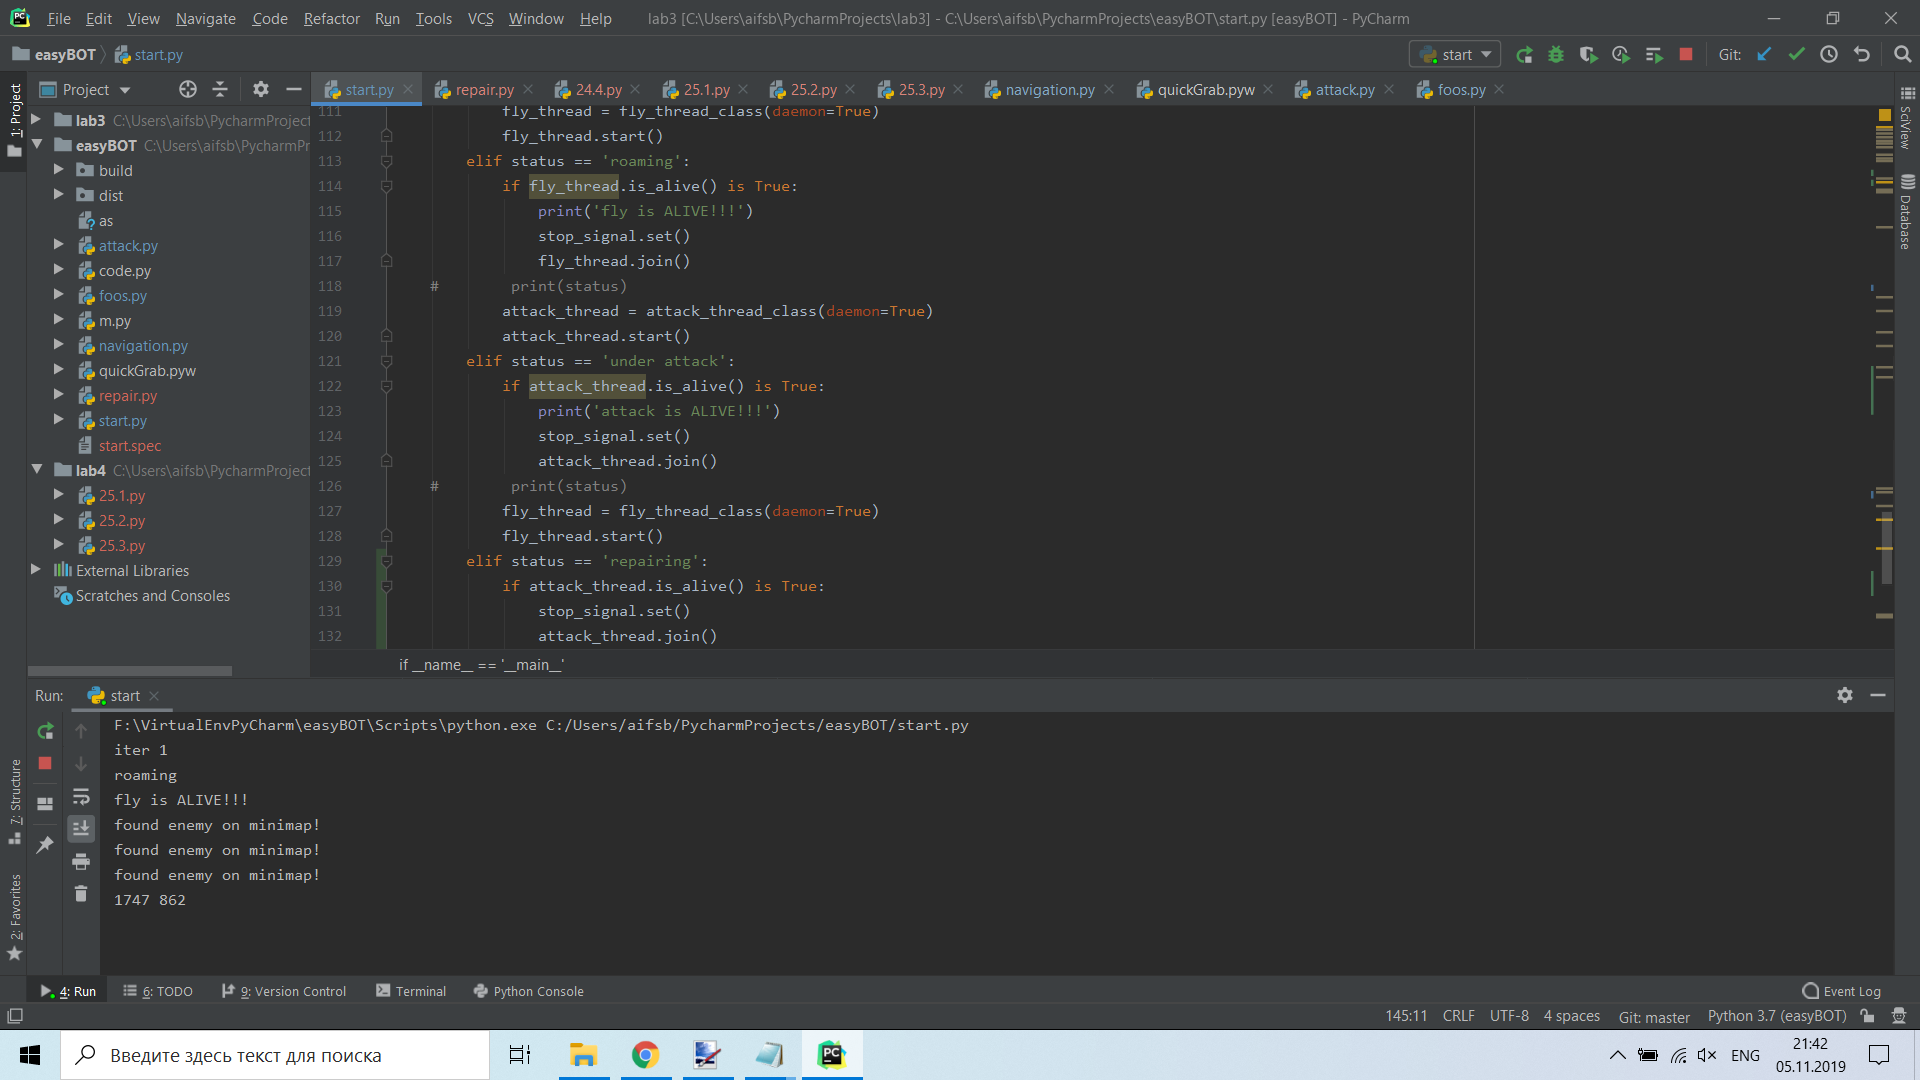 File Edit View Navigate Code Refactor Run Tools VCS Window Help lab3 [C:\Users\aifsb\PycharmProjects\lab3] - C:\Users\aifsb\PycharmProjects\easyBOT\start.py [easyBOT] - PyCharm
easyBOT start.py start Git:
Project start.py repair.py 24.4.py 25.1.py 25.2.py 25.3.py navigation.py quickGrab.pyw attack.py foos.py
1: Project
lab3 C:\Users\aifsb\PycharmProject
easyBOT C:\Users\aifsb\PycharmPr
build
dist
as
attack.py
code.py
foos.py
m.py
navigation.py
quickGrab.pyw
repair.py
start.py
start.spec
lab4 C:\Users\aifsb\PycharmProject
25.1.py
25.2.py
25.3.py
External Libraries
Scratches and Consoles
111 fly_thread = fly_thread_class(daemon=True)
112 fly_thread.start()
113 elif status == 'roaming':
114 if fly_thread.is_alive() is True:
115 print('fly is ALIVE!!!')
116 stop_signal.set()
117 fly_thread.join()
118 # print(status)
119 attack_thread = attack_thread_class(daemon=True)
120 attack_thread.start()
121 elif status == 'under attack':
122 if attack_thread.is_alive() is True:
123 print('attack is ALIVE!!!')
124 stop_signal.set()
125 attack_thread.join()
126 # print(status)
127 fly_thread = fly_thread_class(daemon=True)
128 fly_thread.start()
129 elif status == 'repairing':
130 if attack_thread.is_alive() is True:
131 stop_signal.set()
132 attack_thread.join()
if __name__ == '__main__'
SciView
Database
Run: start
F:\VirtualEnvPyCharm\easyBOT\Scripts\python.exe C:/Users/aifsb/PycharmProjects/easyBOT/start.py
iter 1
roaming
fly is ALIVE!!!
found enemy on minimap!
found enemy on minimap!
found enemy on minimap!
1747 862
7: Structure
2: Favorites
4: Run 6: TODO 9: Version Control Terminal Python Console Event Log
145:11 CRLF UTF-8 4 spaces Git: master Python 3.7 (easyBOT)
Введите здесь текст для поиска
ENG
21:42
05.11.2019